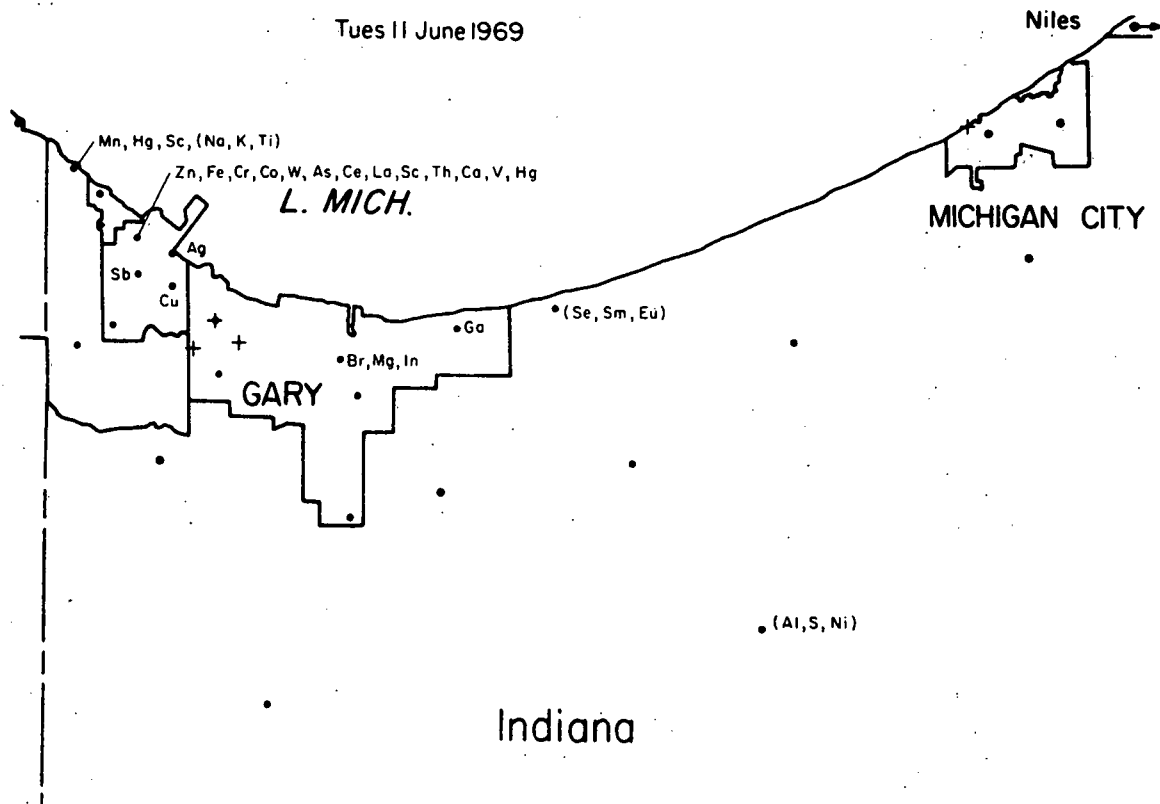 Tues 11 June 1969
Niles
Mn, Hg, Sc, (Na, K, Ti)
Zn, Fe, Cr, Co, W, As, Ce, La, Sc, Th, Ca, V, Hg
L. MICH.
MICHIGAN CITY
Ag
Sb
Cu
(Se, Sm, Eu)
Ga
Br, Mg, In
GARY
(Al, S, Ni)
Indiana